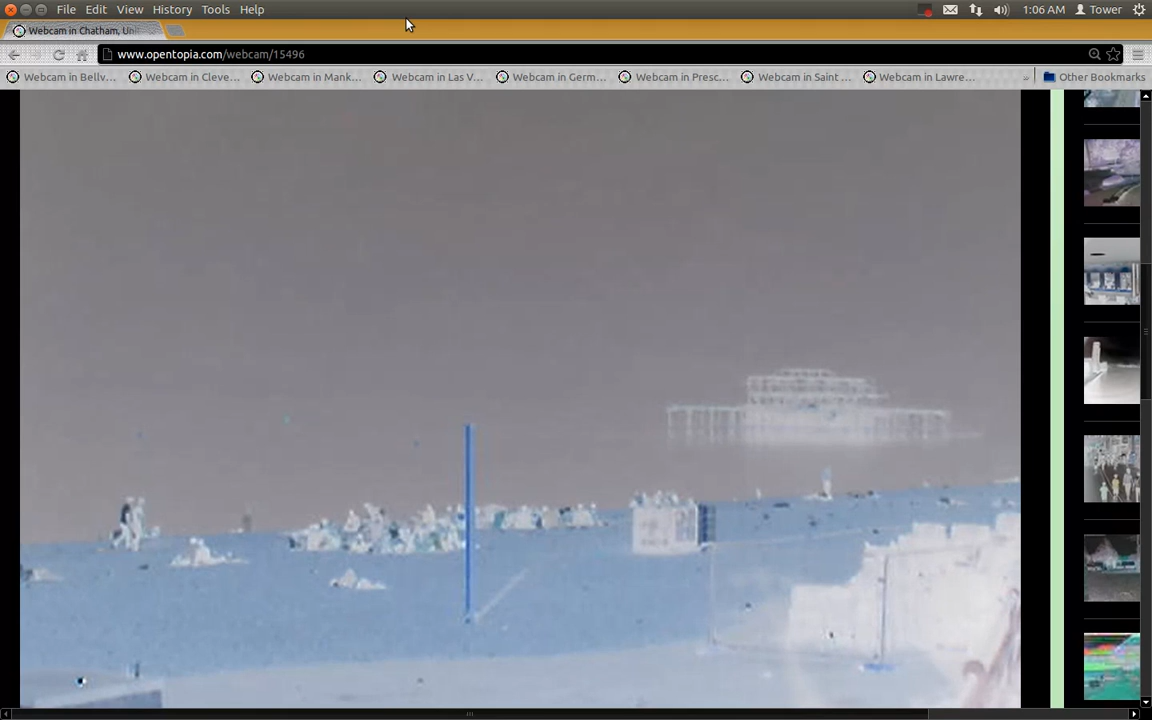 File Edit View History Tools Help 1:06 AM Tower
Webcam in Chatham, Uni
www.opentopia.com/webcam/15496
Webcam in Bellv... Webcam in Cleve... Webcam in Mank... Webcam in Las V... Webcam in Germ... Webcam in Presc... Webcam in Saint ... Webcam in Lawre... » Other Bookmarks